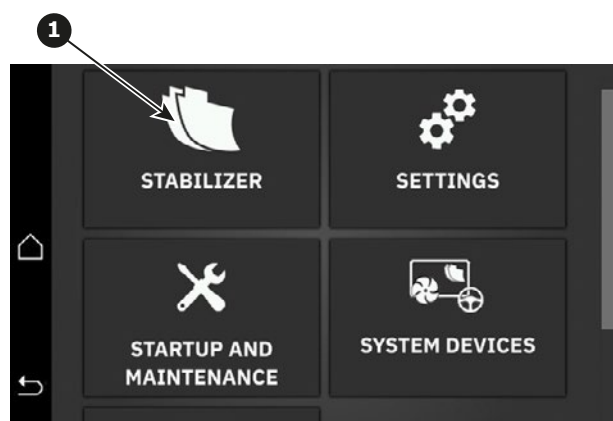 1
STABILIZER
SETTINGS
STARTUP AND
MAINTENANCE
SYSTEM DEVICES